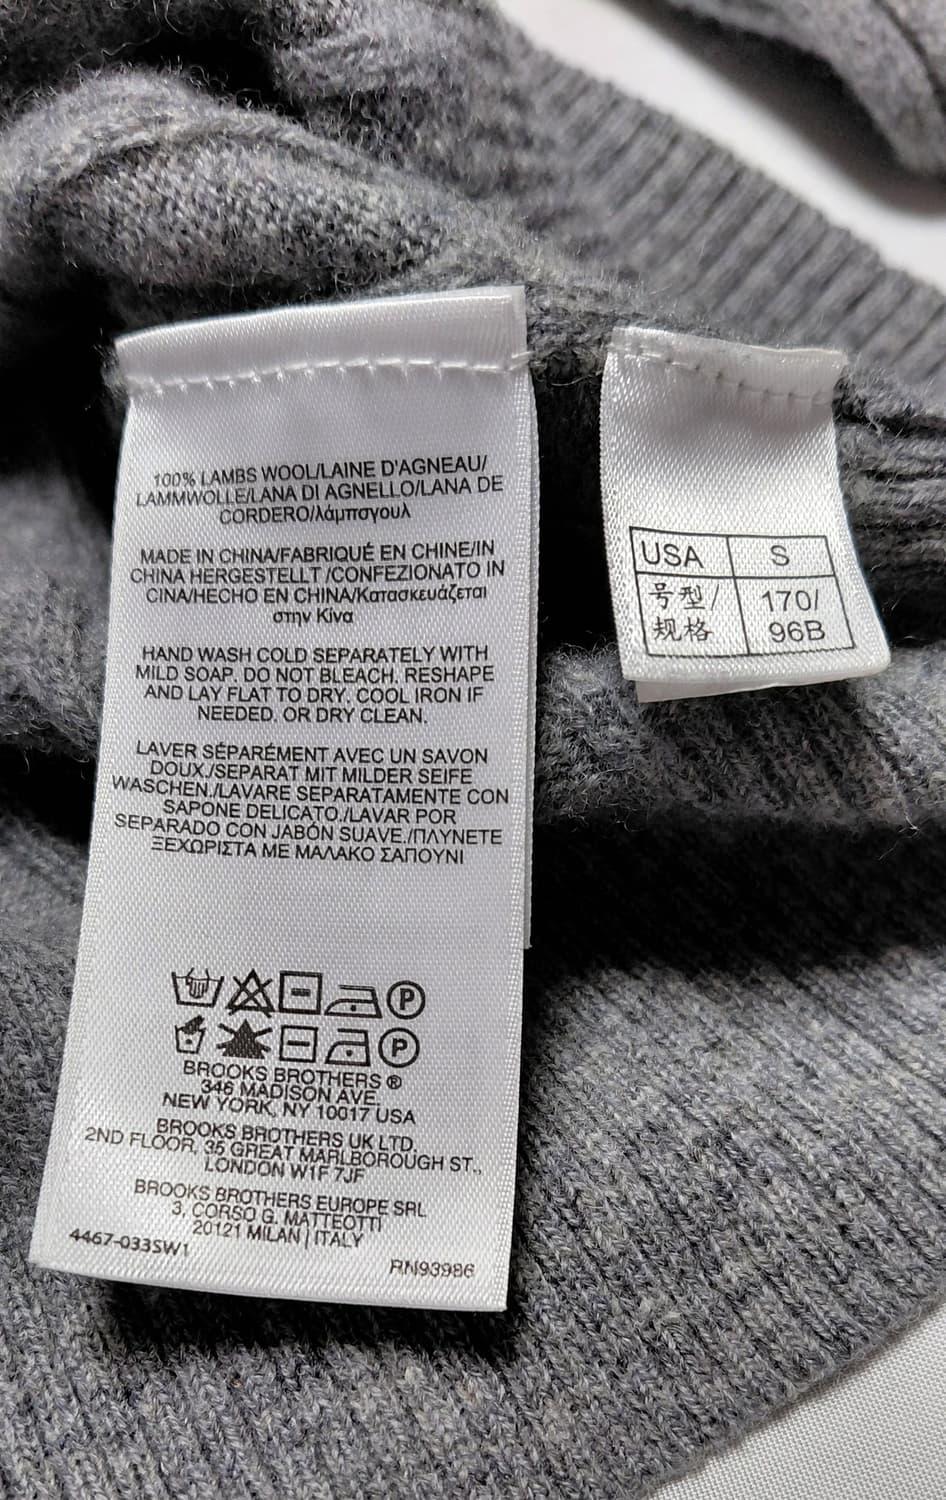 100% LAMBS WOOL/LAINE D'AGNEAU/
LAMMWOLLE/LANA DI AGNELLO/LANA DE
CORDERO/λάμπσγουλ
MADE IN CHINA/FABRIQUÉ EN CHINE/IN
CHINA HERGESTELLT /CONFEZIONATO IN
CINA/HECHO EN CHINA/Κατασκευάζεται
στην Κίνα
HAND WASH COLD SEPARATELY WITH
MILD SOAP. DO NOT BLEACH. RESHAPE
AND LAY FLAT TO DRY. COOL IRON IF
NEEDED. OR DRY CLEAN.
LAVER SÉPARÉMENT AVEC UN SAVON
DOUX./SEPARAT MIT MILDER SEIFE
WASCHEN./LAVARE SEPARATAMENTE CON
SAPONE DELICATO./LAVAR POR
SEPARADO CON JABÓN SUAVE./ΠΛΥΝΕΤΕ
ΞΕΧΩΡΙΣΤΑ ΜΕ ΜΑΛΑΚΟ ΣΑΠΟΥΝΙ
P
P
BROOKS BROTHERS ®
346 MADISON AVE.
NEW YORK, NY 10017 USA
BROOKS BROTHERS UK LTD,
2ND FLOOR, 35 GREAT MARLBOROUGH ST.,
LONDON W1F 7JF
BROOKS BROTHERS EUROPE SRL
3, CORSO G. MATTEOTTI
20121 MILAN | ITALY
4467-033SW1
RN93986
USA S
号型/ 170/
规格 96B